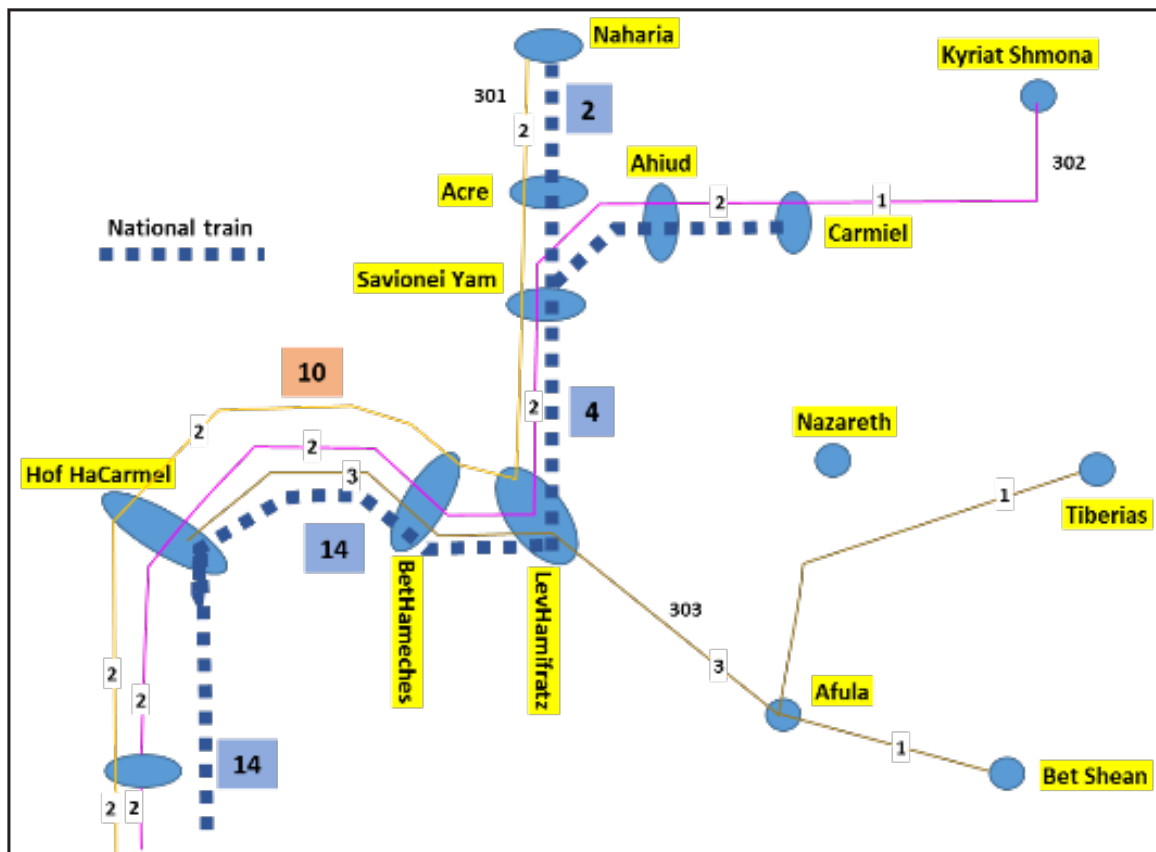 Naharia
Kyriat Shmona
301
2
2
Ahiud
302
Acre
2
1
National train
Carmiel
Savionei Yam
10
2
4
2
2
Nazareth
Hof HaCarmel
3
1
Tiberias
14
BetHameches
LevHamifratz
303
2
3
2
Afula
14
1
Bet Shean
2
2